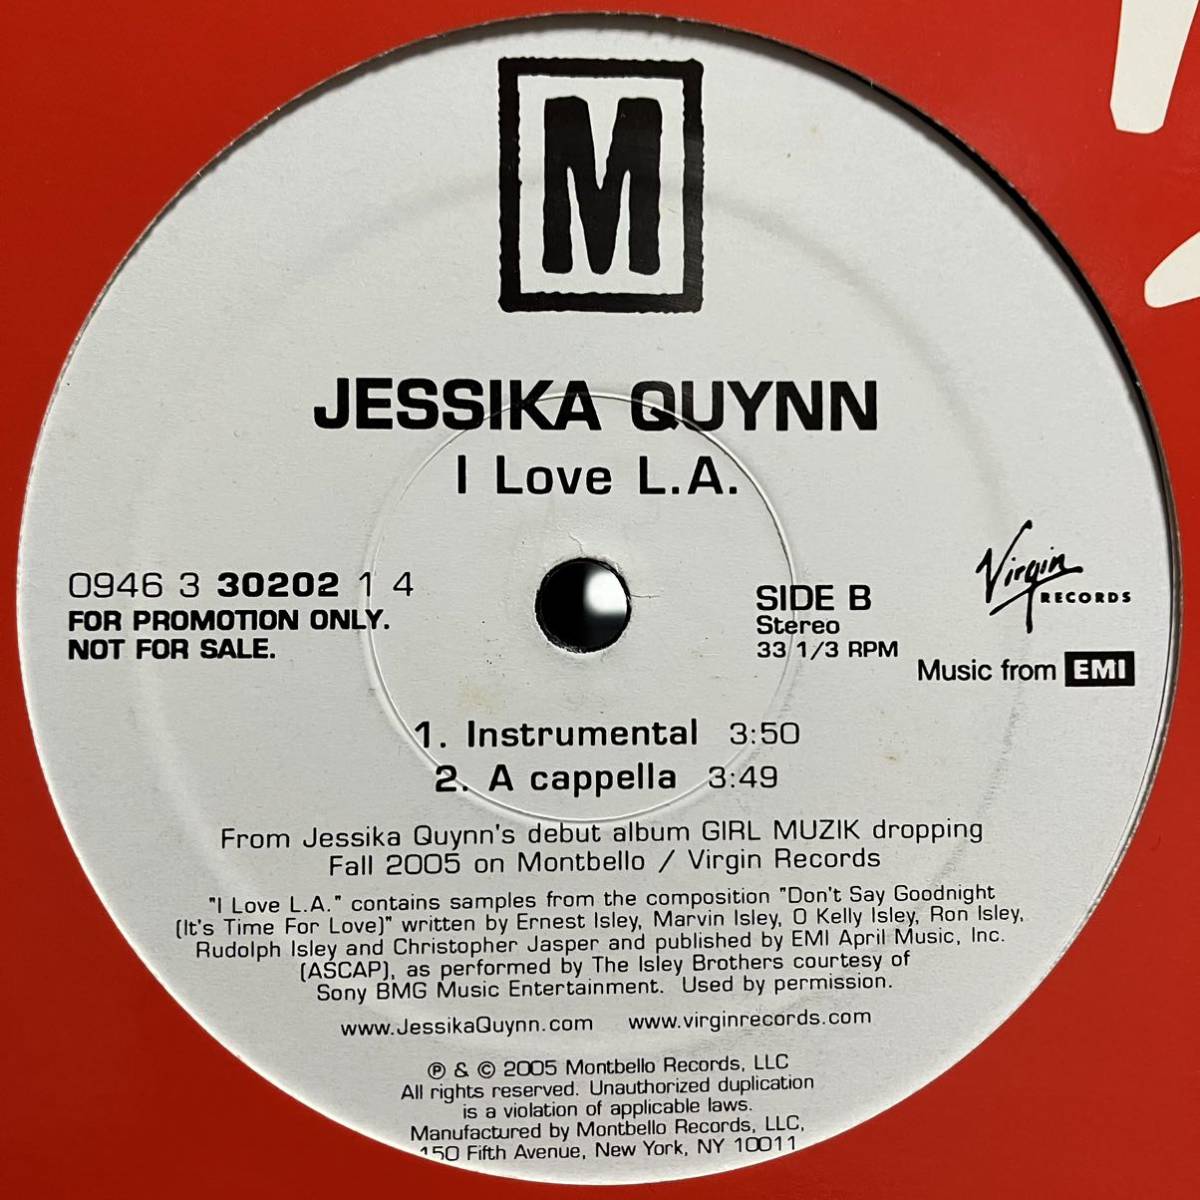 M
JESSIKA QUYNN
I Love L.A.
0946 3 30202 1 4
FOR PROMOTION ONLY.
NOT FOR SALE.
SIDE B
Stereo
33 1/3 RPM
Virgin
RECORDS
Music from EMI
1. Instrumental 3:50
2. A cappella 3:49
From Jessika Quynn's debut album GIRL MUZIK dropping
Fall 2005 on Montbello / Virgin Records
"I Love L.A." contains samples from the composition "Don't Say Goodnight
(It's Time For Love)" written by Ernest Isley, Marvin Isley, O Kelly Isley, Ron Isley,
Rudolph Isley and Christopher Jasper and published by EMI April Music, Inc.
(ASCAP), as performed by The Isley Brothers courtesy of
Sony BMG Music Entertainment. Used by permission.
www.JessikaQuynn.com www.virginrecords.com
℗ & © 2005 Montbello Records, LLC
All rights reserved. Unauthorized duplication
is a violation of applicable laws.
Manufactured by Montbello Records, LLC,
150 Fifth Avenue, New York, NY 10011